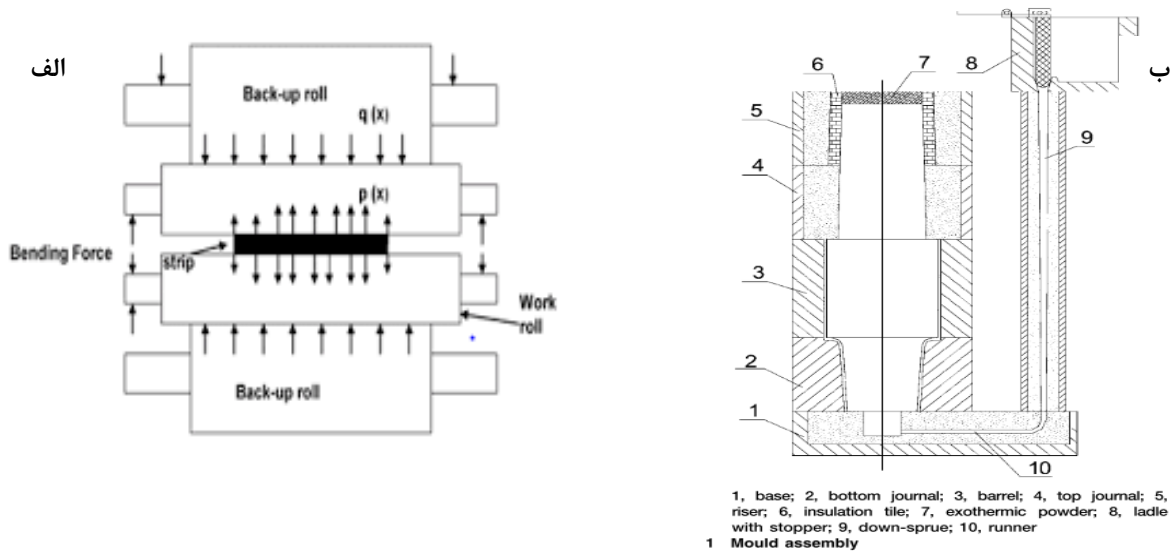 الف
Back-up roll
q (x)
p (x)
Bending Force
strip
Work
roll
Back-up roll
ب
6
7
8
5
9
4
3
2
1
10
1, base; 2, bottom journal; 3, barrel; 4, top journal; 5,
riser; 6, insulation tile; 7, exothermic powder; 8, ladle
with stopper; 9, down-sprue; 10, runner
1 Mould assembly